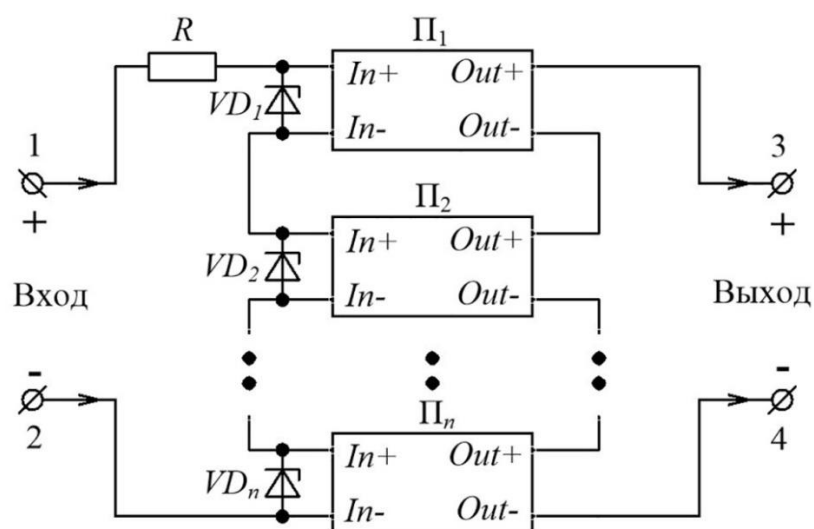 R
П1
In+ Out+
VD1
In- Out-
1
3
+
+
П2
In+ Out+
VD2
In- Out-
Вход
Выход
-
-
2
4
Пn
In+ Out+
VDn
In- Out-